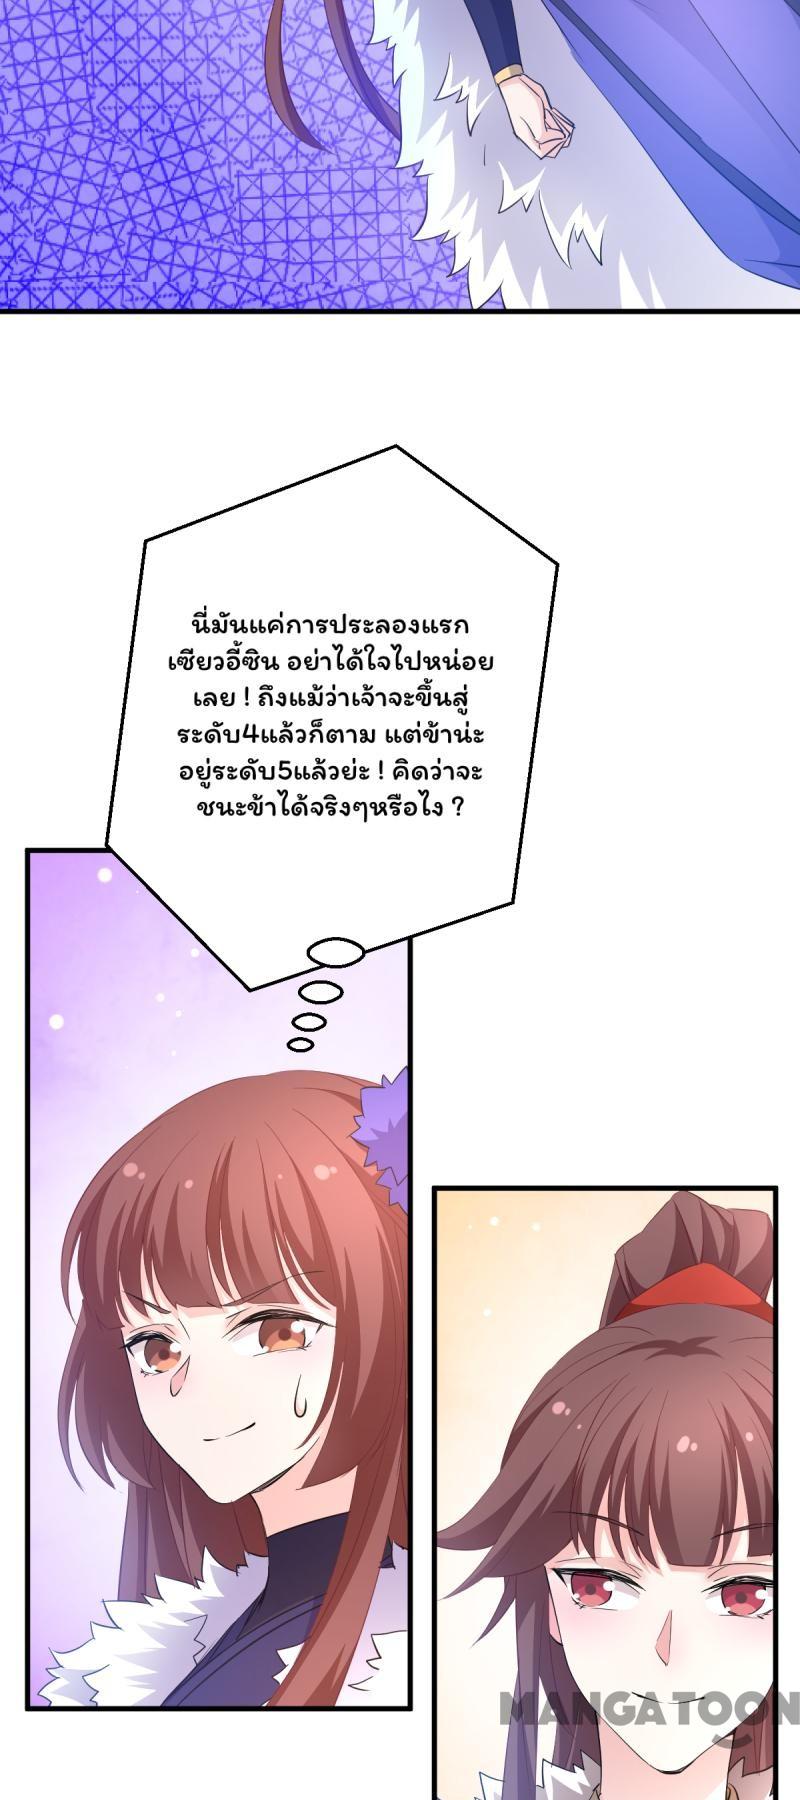 นี่มันแค่การประลองแรก
เซียวอี้ซิน อย่าได้ใจไปหน่อย
เลย ! ถึงแม้ว่าเจ้าจะขึ้นสู่
ระดับ4แล้วก็ตาม แต่ข้าน่ะ
อยู่ระดับ5แล้วย่ะ ! คิดว่าจะ
ชนะข้าได้จริงๆหรือไง ?
MANGATOON